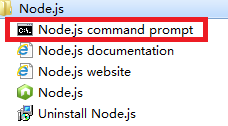 Node.js
Node.js command prompt
Node.js documentation
Node.js website
Node.js
Uninstall Node.js